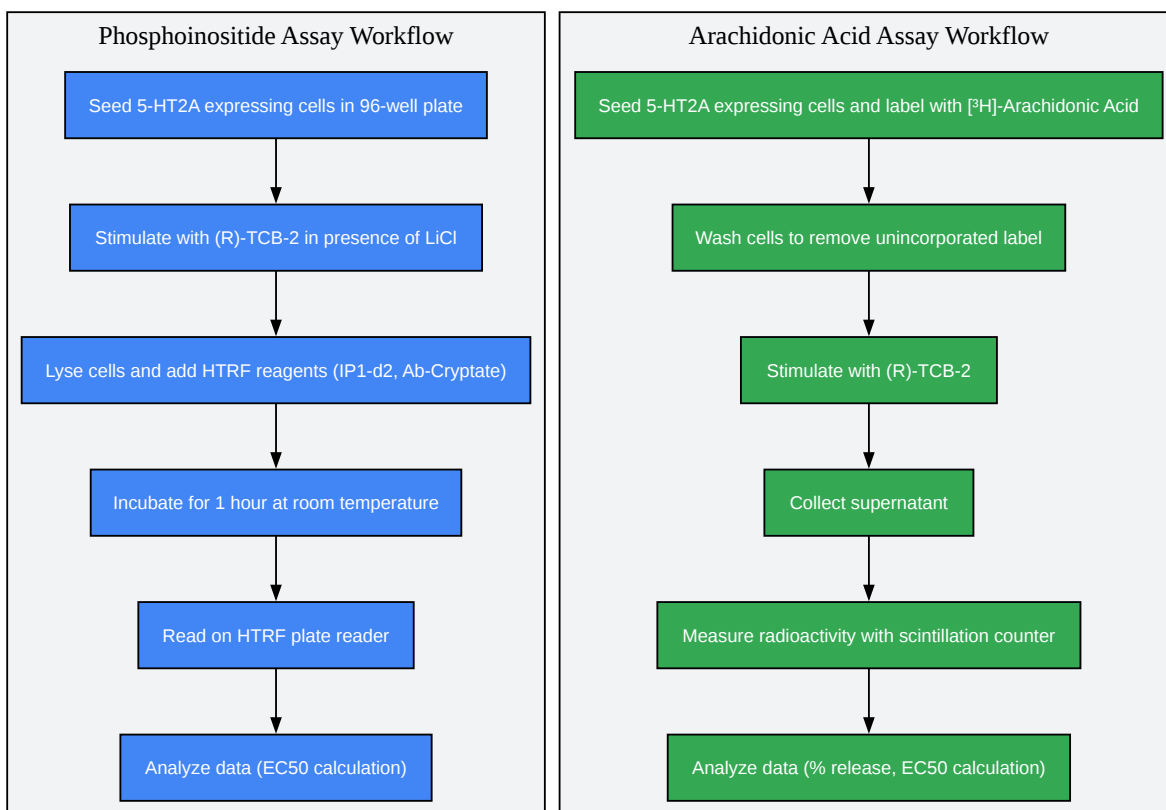 Phosphoinositide Assay Workflow
Seed 5-HT2A expressing cells in 96-well plate
Stimulate with (R)-TCB-2 in presence of LiCl
Lyse cells and add HTRF reagents (IP1-d2, Ab-Cryptate)
Incubate for 1 hour at room temperature
Read on HTRF plate reader
Analyze data (EC50 calculation)
Arachidonic Acid Assay Workflow
Seed 5-HT2A expressing cells and label with [³H]-Arachidonic Acid
Wash cells to remove unincorporated label
Stimulate with (R)-TCB-2
Collect supernatant
Measure radioactivity with scintillation counter
Analyze data (% release, EC50 calculation)